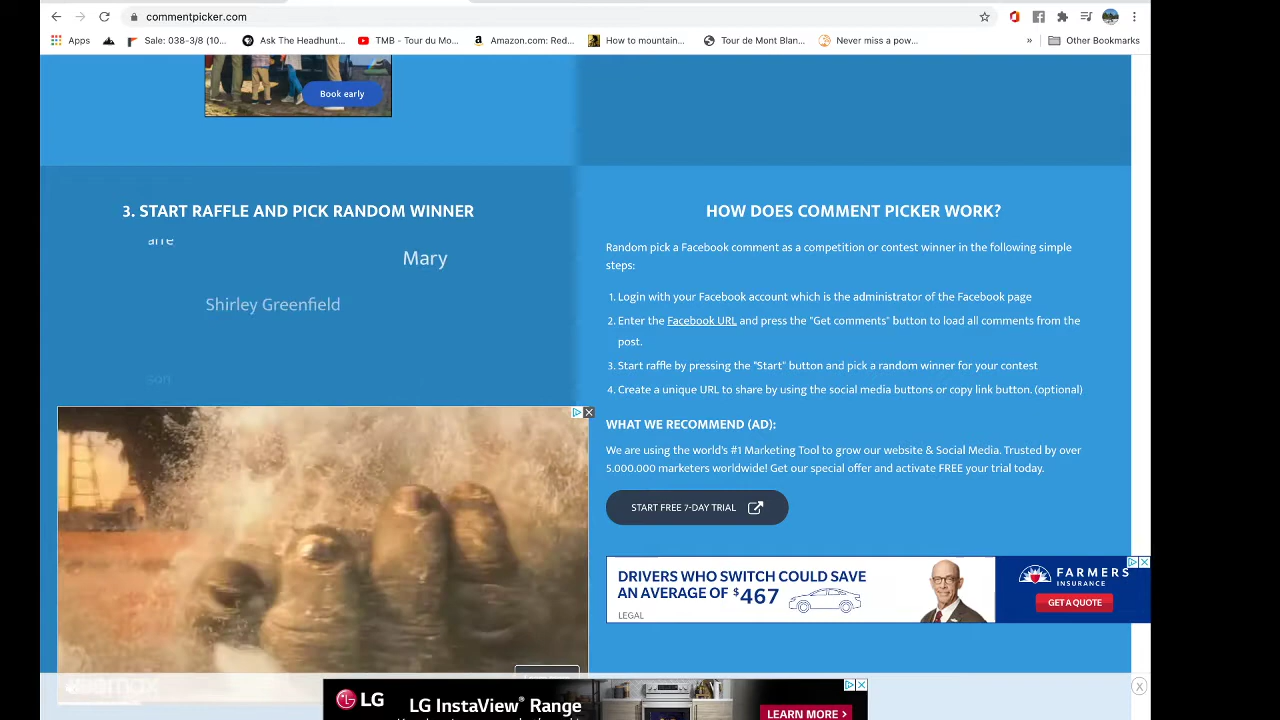 commentpicker.com
Apps
Sale: 038-3/8 (10...
Ask The Headhunt...
TMB - Tour du Mo...
Amazon.com: Red...
How to mountain...
Tour de Mont Blan...
Never miss a pow...
»
Other Bookmarks
Book early
3. START RAFFLE AND PICK RANDOM WINNER
Mary
Shirley Greenfield
son
HOW DOES COMMENT PICKER WORK?
Random pick a Facebook comment as a competition or contest winner in the following simple
steps:
1. Login with your Facebook account which is the administrator of the Facebook page
2. Enter the Facebook URL and press the "Get comments" button to load all comments from the
post.
3. Start raffle by pressing the "Start" button and pick a random winner for your contest
4. Create a unique URL to share by using the social media buttons or copy link button. (optional)
WHAT WE RECOMMEND (AD):
We are using the world's #1 Marketing Tool to grow our website & Social Media. Trusted by over
5.000.000 marketers worldwide! Get our special offer and activate FREE your trial today.
START FREE 7-DAY TRIAL
DRIVERS WHO SWITCH COULD SAVE
AN AVERAGE OF $467
LEGAL
FARMERS
INSURANCE
GET A QUOTE
LG
LG InstaView® Range
LEARN MORE >
X